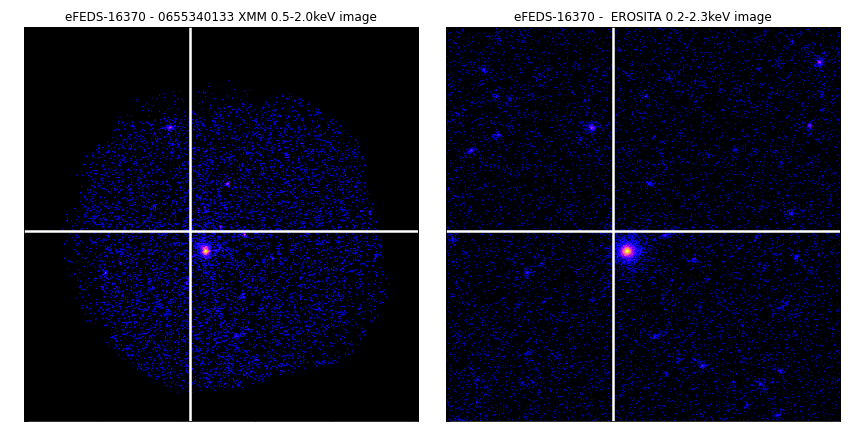 eFEDS-16370 - 0655340133 XMM 0.5-2.0keV image
eFEDS-16370 - EROSITA 0.2-2.3keV image